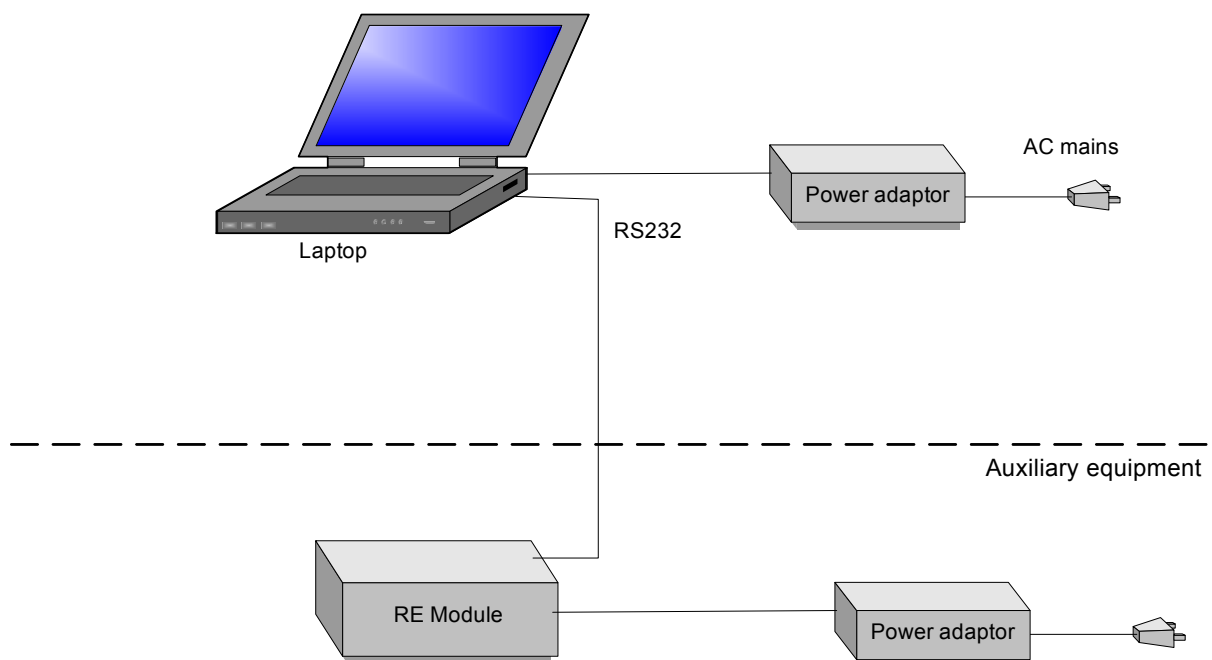 AC mains
Power adaptor
RS232
Laptop
Auxiliary equipment
RE Module
Power adaptor